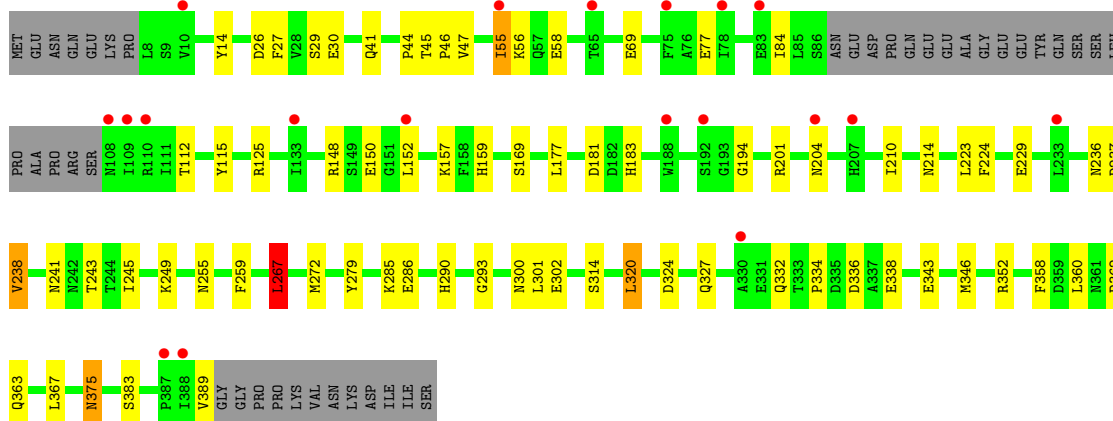 MET GLU ASN GLN GLU LYS PRO L8 S9 V10 Y14 D26 F27 V28 S29 E30 Q41 P44 T45 P46 V47 I55 K56 Q57 E58 T65 E69 F75 A76 E77 I78 E83 I84 L85 S86 ASN GLU ASP PRO GLN GLU GLU ALA GLY GLU GLU TYR GLN SER SER
PRO ALA PRO ARG SER N108 I109 R110 I111 T112 Y115 R125 I133 R148 S149 E150 G151 L152 K157 F158 H159 S169 L177 D181 D182 H183 W188 S192 G193 G194 R201 N204 H207 I210 N214 L223 F224 E229 L233 N236
V238 N241 N242 T243 T244 I245 K249 N255 F259 L267 M272 Y279 K285 E286 H290 G293 N300 L301 E302 S314 L320 D324 Q327 A330 E331 Q332 T333 P334 D335 D336 A337 E338 E343 M346 R352 F358 D359 L360 N361
Q363 L367 N375 S383 P387 I388 V389 GLY GLY PRO PRO LYS VAL ASN LYS ASP ILE ILE SER